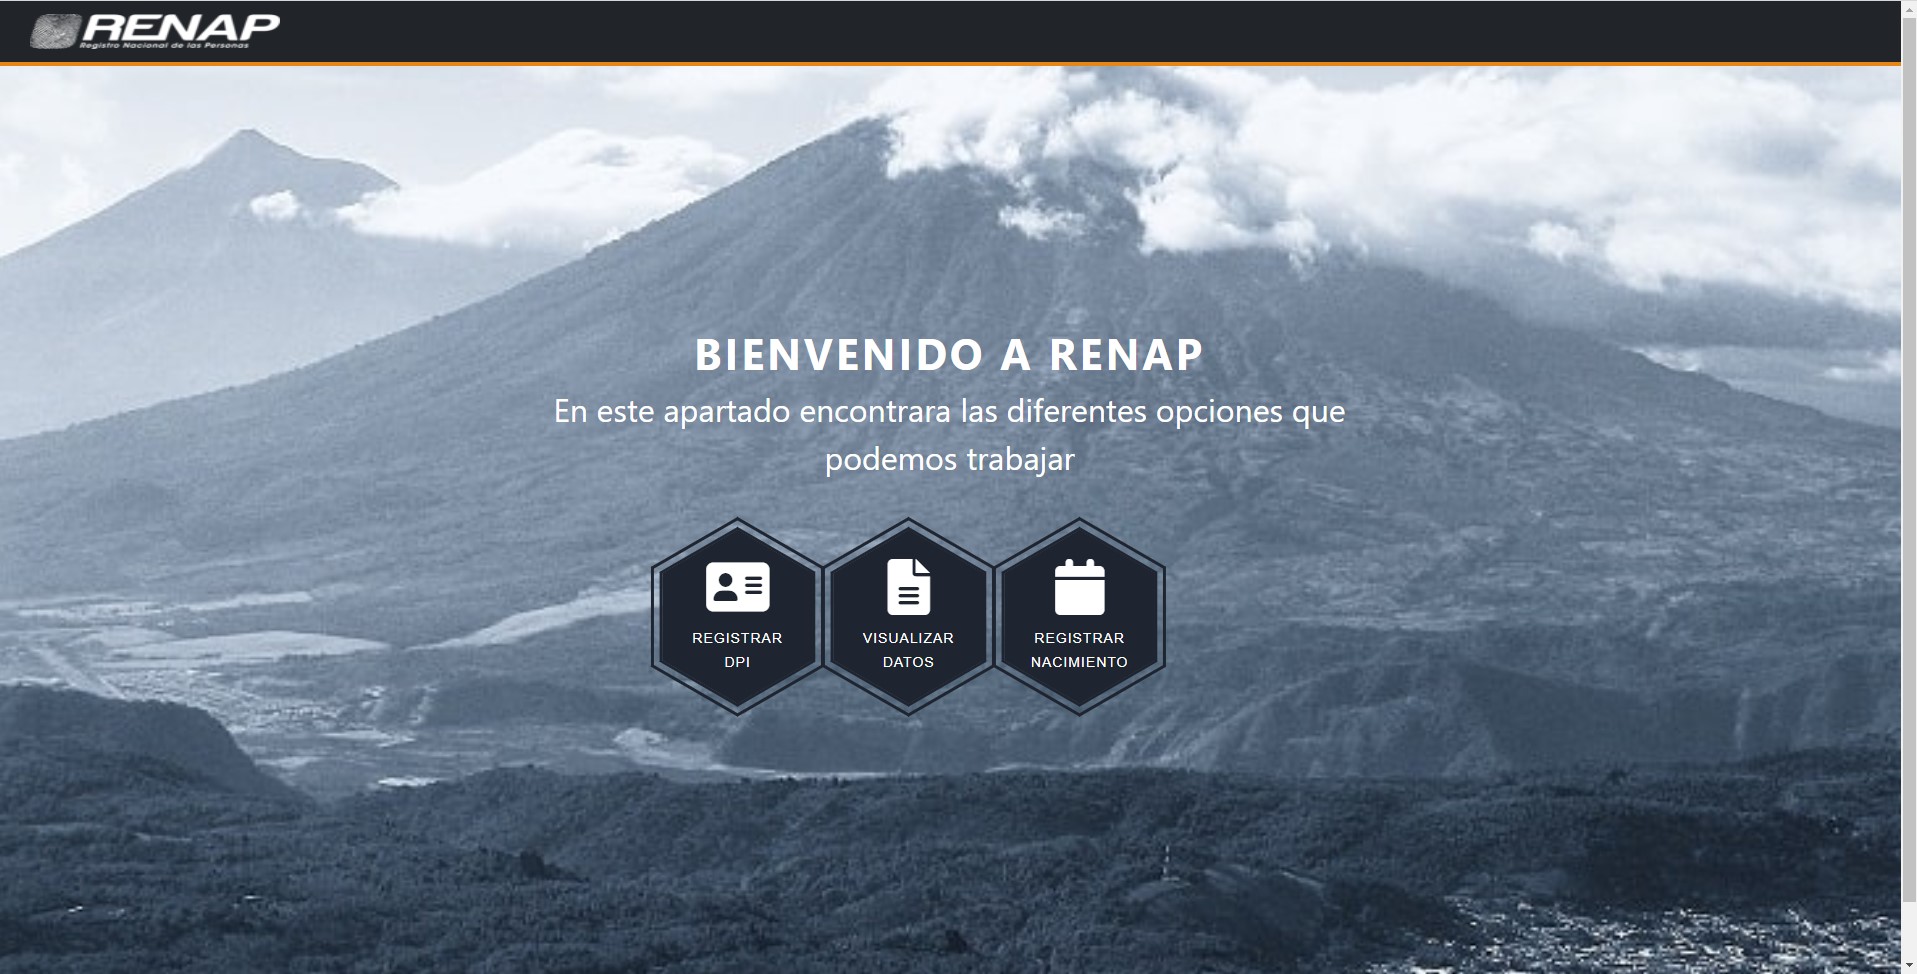 RENAP
Registro Nacional de las Personas
BIENVENIDO A RENAP
En este apartado encontrara las diferentes opciones que
podemos trabajar
REGISTRAR
DPI
VISUALIZAR
DATOS
REGISTRAR
NACIMIENTO